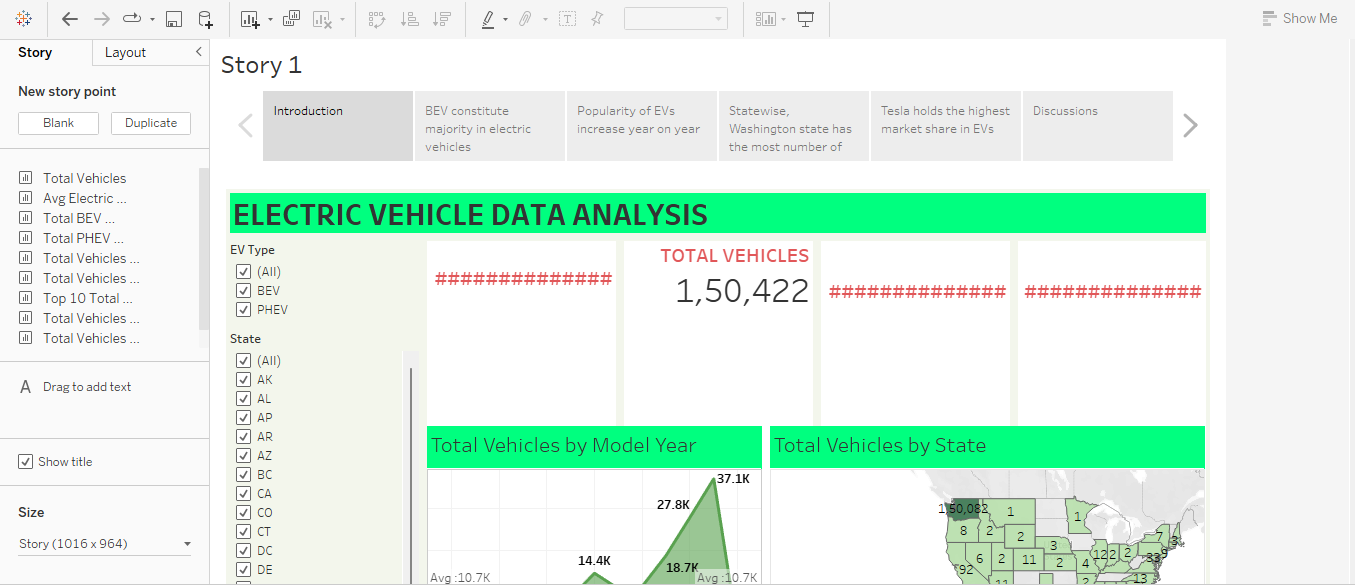 Show Me
Story
Layout
New story point
Blank
Duplicate
Total Vehicles
Avg Electric ...
Total BEV ...
Total PHEV ...
Total Vehicles ...
Total Vehicles ...
Top 10 Total ...
Total Vehicles ...
Total Vehicles ...
A Drag to add text
Show title
Size
Story (1016 x 964)
Story 1
Introduction
BEV constitute
majority in electric
vehicles
Popularity of EVs
increase year on year
Statewise,
Washington state has
the most number of
Tesla holds the highest
market share in EVs
Discussions
ELECTRIC VEHICLE DATA ANALYSIS
EV Type
(All)
BEV
PHEV
State
(All)
AK
AL
AP
AR
AZ
BC
CA
CO
CT
DC
DE
##############
TOTAL VEHICLES
1,50,422
##############
##############
Total Vehicles by Model Year
37.1K
27.8K
14.4K
18.7K
Avg :10.7K
Avg :10.7K
Total Vehicles by State
1,50,082
1
1
8
2
2
3
7
3
6
2
11
2
4
122
2
339
92
11
2
13